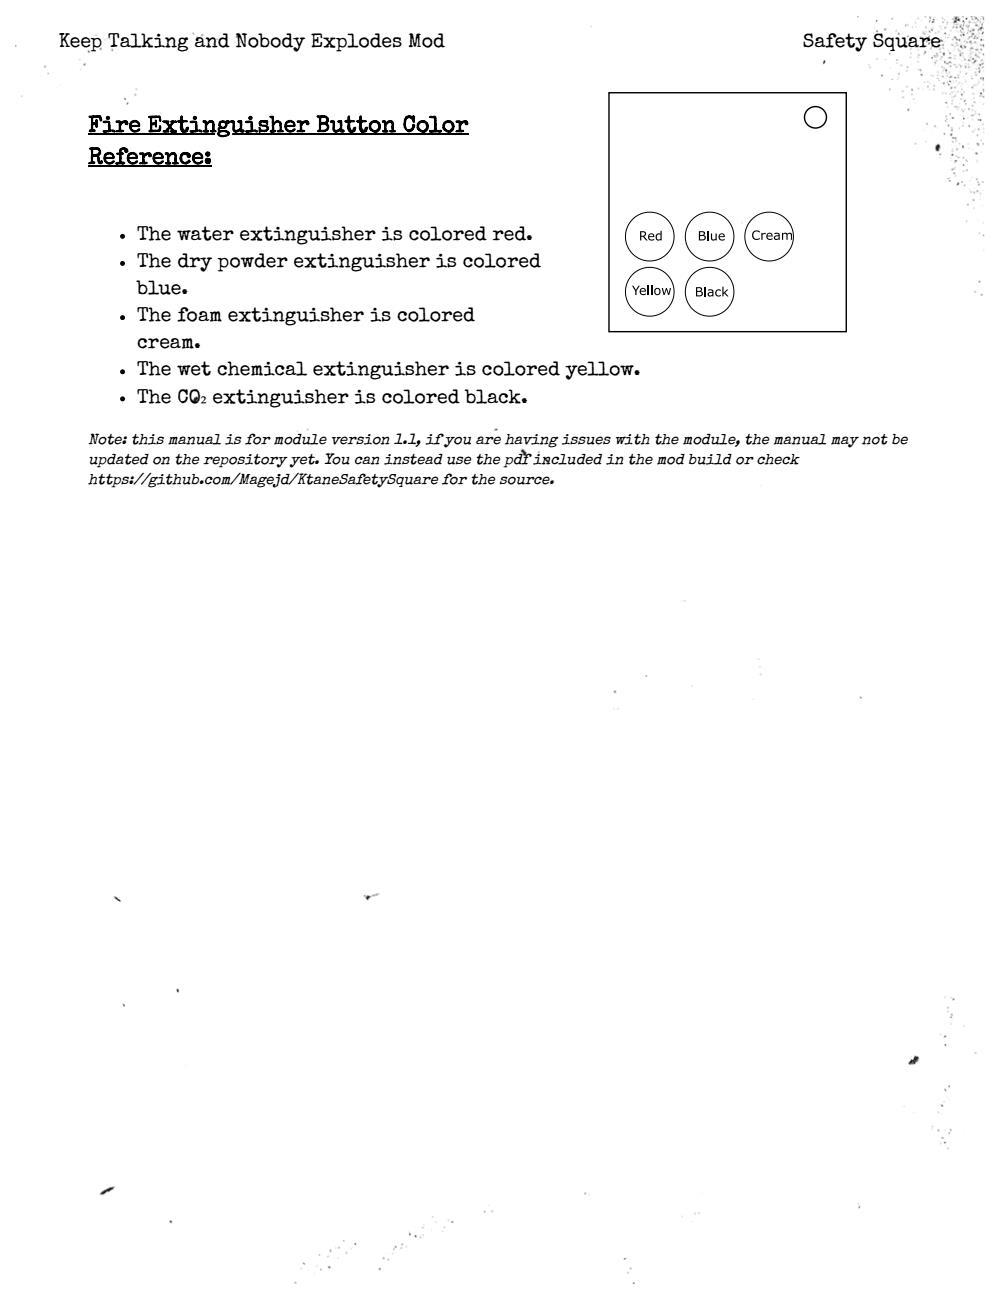 Keep Talking and Nobody Explodes Mod
Safety Square
Fire Extinguisher Button Color
Reference:
• The water extinguisher is colored red.
• The dry powder extinguisher is colored
blue.
• The foam extinguisher is colored
cream.
• The wet chemical extinguisher is colored yellow.
• The CO₂ extinguisher is colored black.
Red Blue Cream
Yellow Black
Note: this manual is for module version 1.1, if you are having issues with the module, the manual may not be
updated on the repository yet. You can instead use the pdf included in the mod build or check
https://github.com/Magejd/KtaneSafetySquare for the source.